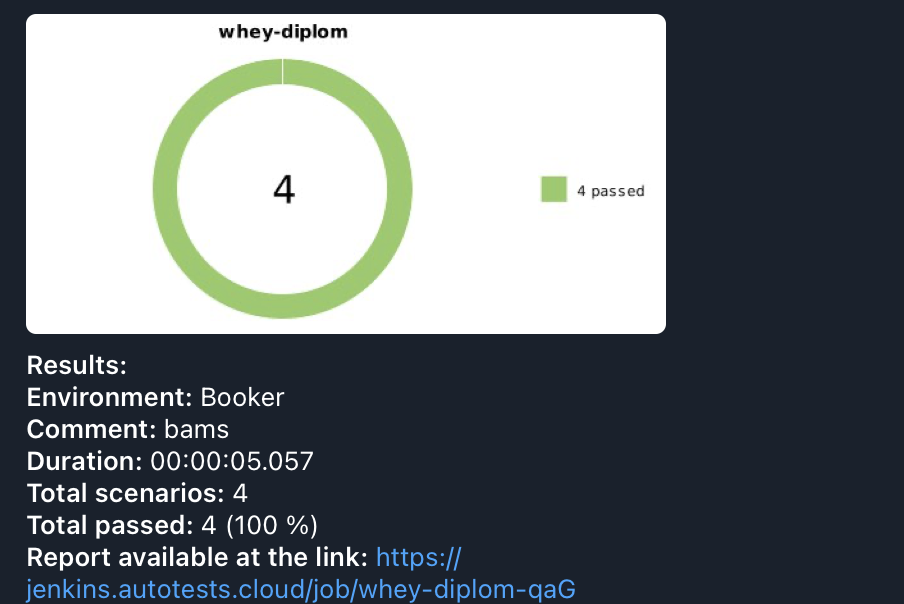 whey-diplom
4
4 passed
Results:
Environment: Booker
Comment: bams
Duration: 00:00:05.057
Total scenarios: 4
Total passed: 4 (100 %)
Report available at the link: https://
jenkins.autotests.cloud/job/whey-diplom-qaG